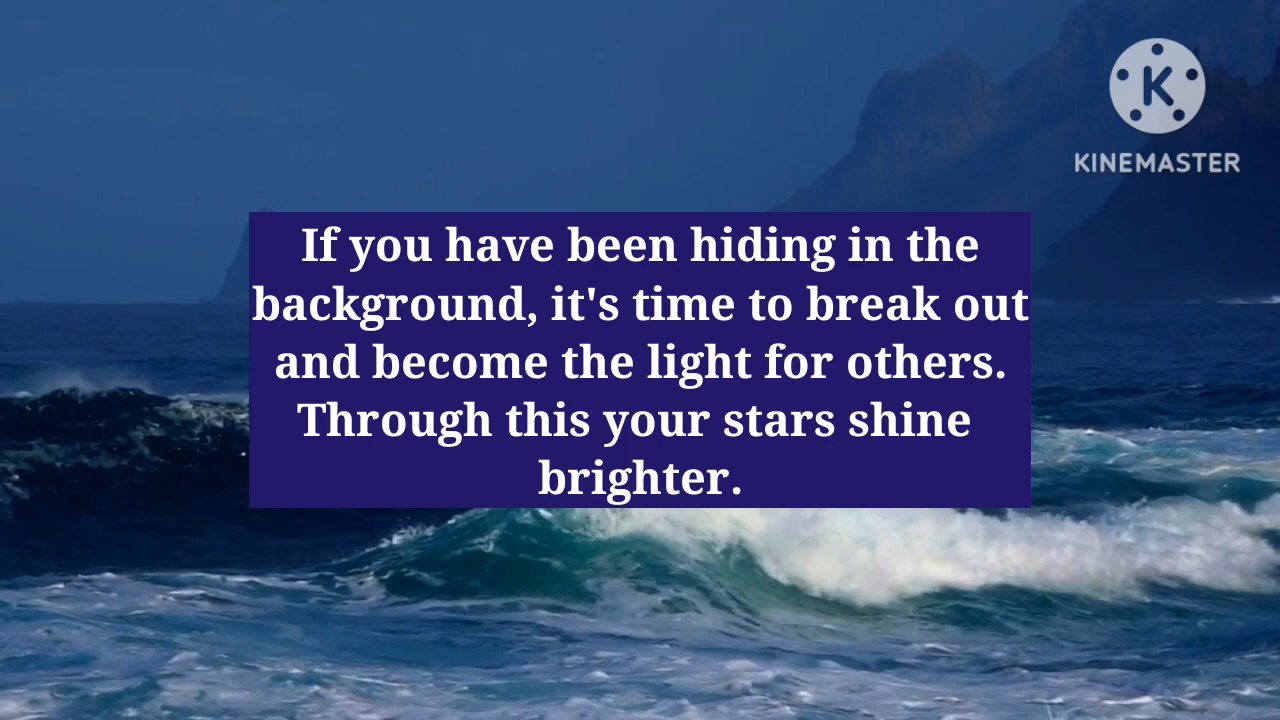 KINEMASTER
If you have been hiding in the
background, it's time to break out
and become the light for others.
Through this your stars shine
brighter.